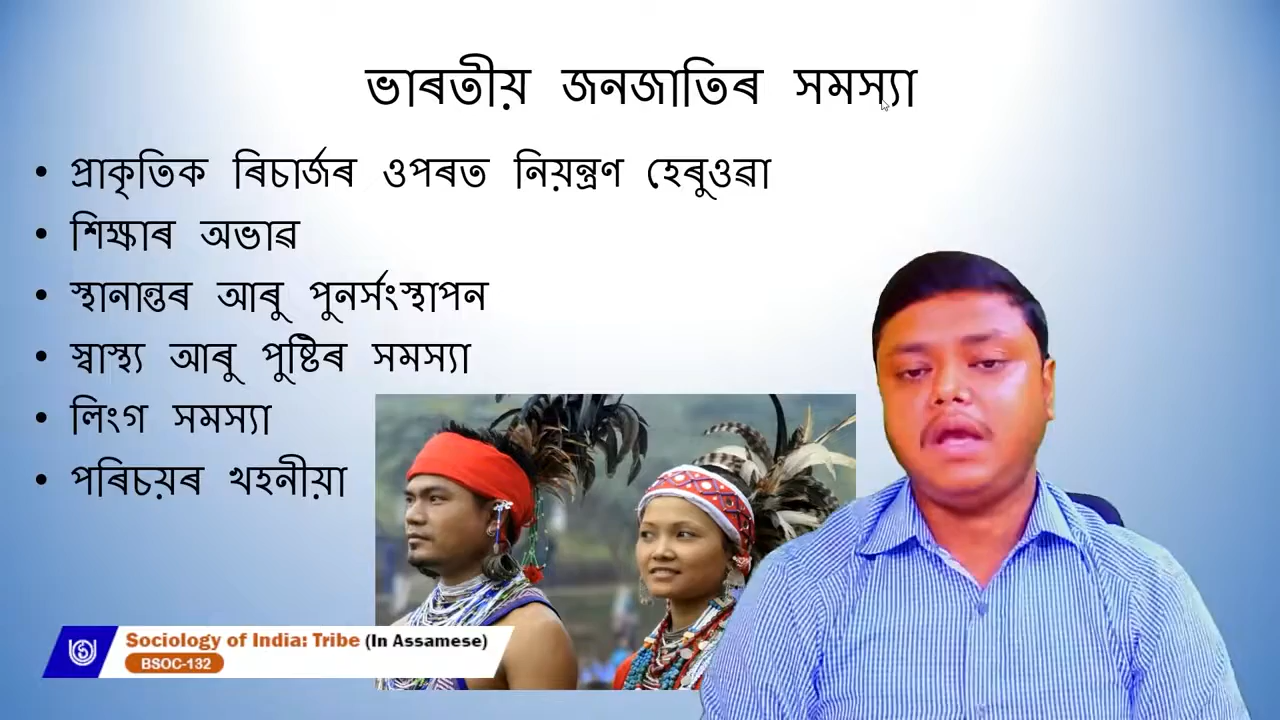 ভাৰতীয় জনজাতিৰ সমস্যা
• প্ৰাকৃতিক ৰিচাৰ্জৰ ওপৰত নিয়ন্ত্ৰণ হেৰুওৱা
• শিক্ষাৰ অভাৱ
• স্থানান্তৰ আৰু পুনৰ্সংস্থাপন
• স্বাস্থ্য আৰু পুষ্টিৰ সমস্যা
• লিংগ সমস্যা
• পৰিচয়ৰ খহনীয়া
Sociology of India: Tribe (In Assamese)
BSOC-132